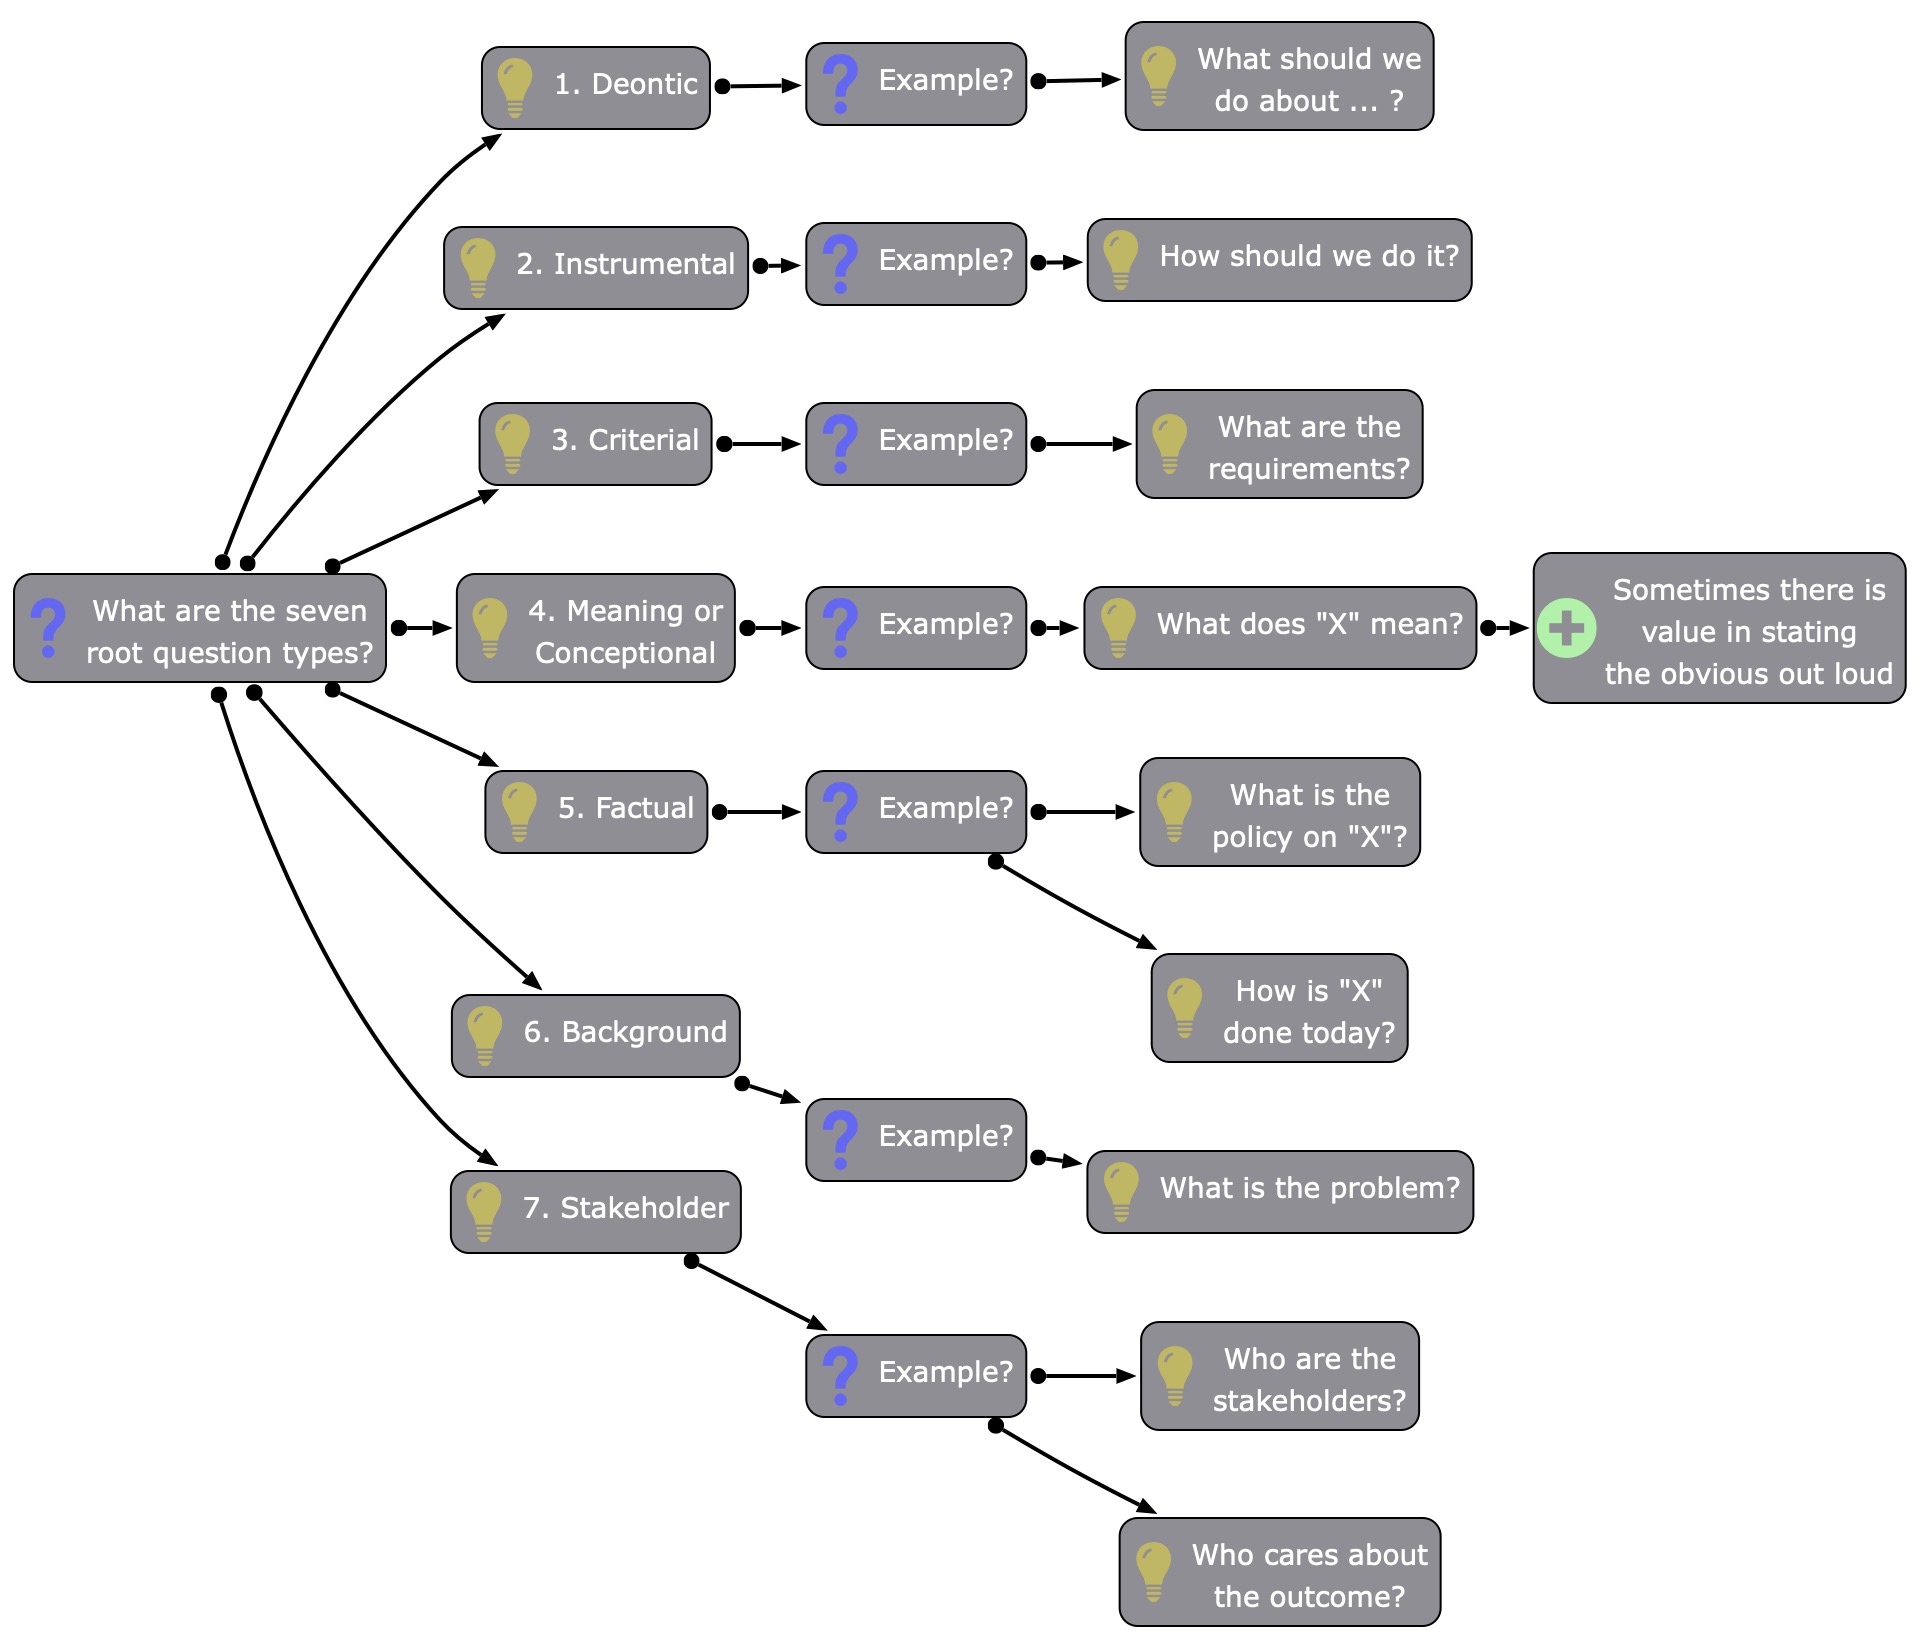 What are the seven
root question types?
1. Deontic
Example?
What should we
do about ... ?
2. Instrumental
Example?
How should we do it?
3. Criterial
Example?
What are the
requirements?
4. Meaning or
Conceptional
Example?
What does "X" mean?
Sometimes there is
value in stating
the obvious out loud
5. Factual
Example?
What is the
policy on "X"?
How is "X"
done today?
6. Background
Example?
What is the problem?
7. Stakeholder
Example?
Who are the
stakeholders?
Who cares about
the outcome?